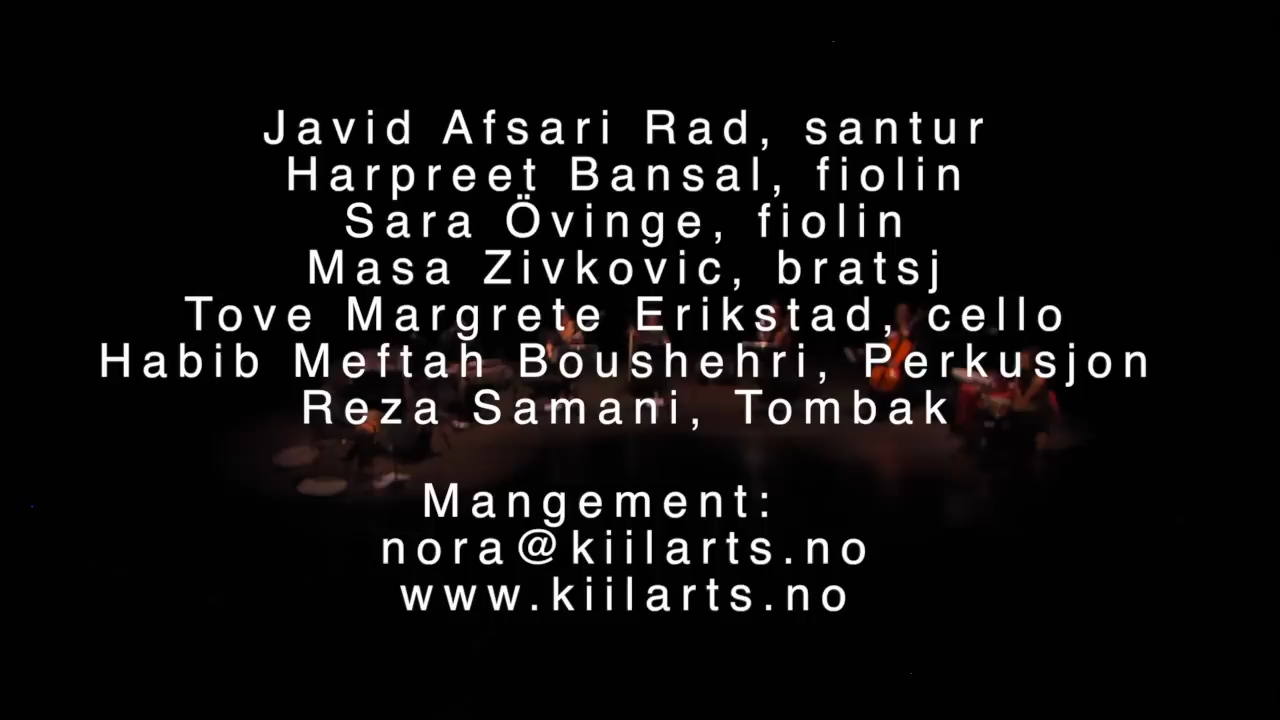 Javid Afsari Rad, santur
Harpreet Bansal, fiolin
Sara Övinge, fiolin
Masa Zivkovic, bratsj
Tove Margrete Erikstad, cello
Habib Meftah Boushehri, Perkusjon
Reza Samani, Tombak
Mangement:
nora@kiilarts.no
www.kiilarts.no